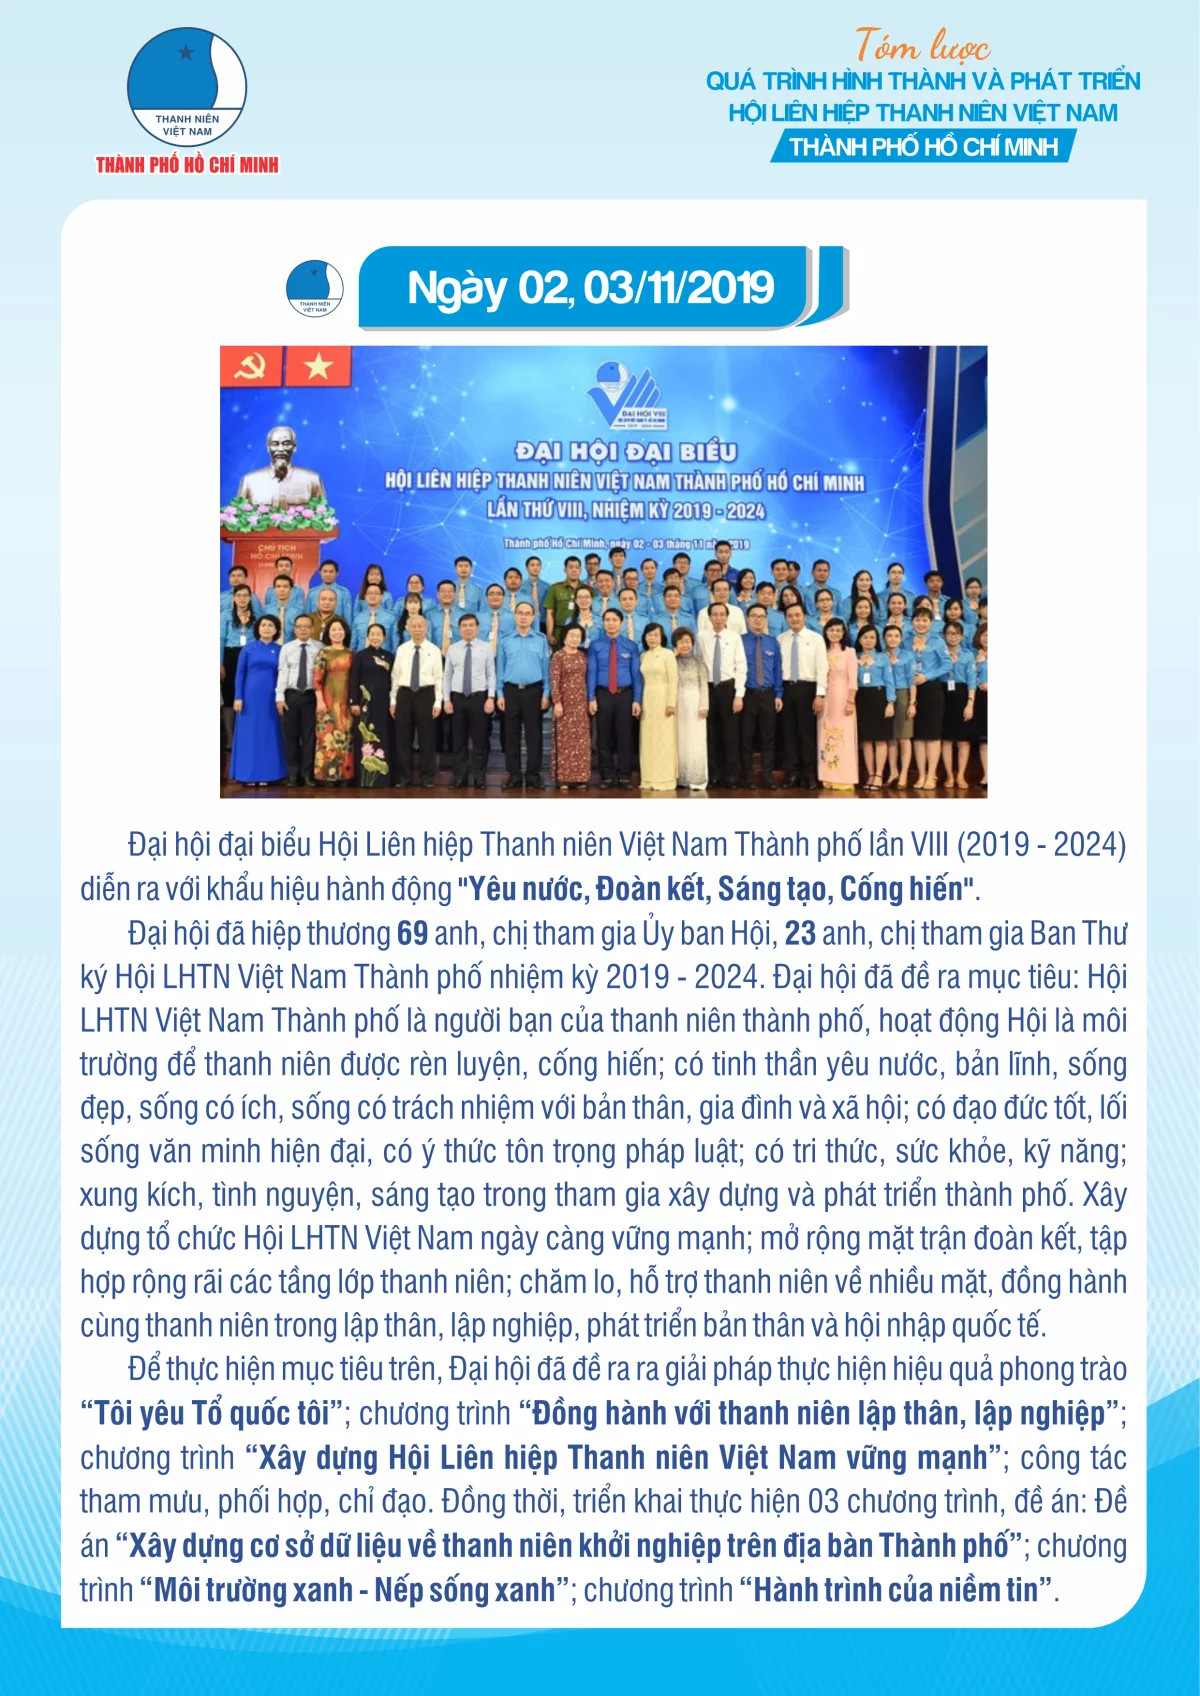 THANH NIÊN
VIỆT NAM
THÀNH PHỐ HỒ CHÍ MINH
Tóm lược
QUÁ TRÌNH HÌNH THÀNH VÀ PHÁT TRIỂN
HỘI LIÊN HIỆP THANH NIÊN VIỆT NAM
THÀNH PHỐ HỒ CHÍ MINH
THANH NIÊN
VIỆT NAM
Ngày 02, 03/11/2019
ĐẠI HỘI VIII
2019 - 2024
ĐẠI HỘI ĐẠI BIỂU
HỘI LIÊN HIỆP THANH NIÊN VIỆT NAM THÀNH PHỐ HỒ CHÍ MINH
LẦN THỨ VIII, NHIỆM KỲ 2019 - 2024
Thành phố Hồ Chí Minh, ngày 02 - 03 tháng 11 năm 2019
CHỦ TỊCH
HỒ CHÍ MINH
Đại hội đại biểu Hội Liên hiệp Thanh niên Việt Nam Thành phố lần VIII (2019 - 2024)
diễn ra với khẩu hiệu hành động "Yêu nước, Đoàn kết, Sáng tạo, Cống hiến".
Đại hội đã hiệp thương 69 anh, chị tham gia Ủy ban Hội, 23 anh, chị tham gia Ban Thư
ký Hội LHTN Việt Nam Thành phố nhiệm kỳ 2019 - 2024. Đại hội đã đề ra mục tiêu: Hội
LHTN Việt Nam Thành phố là người bạn của thanh niên thành phố, hoạt động Hội là môi
trường để thanh niên được rèn luyện, cống hiến; có tinh thần yêu nước, bản lĩnh, sống
đẹp, sống có ích, sống có trách nhiệm với bản thân, gia đình và xã hội; có đạo đức tốt, lối
sống văn minh hiện đại, có ý thức tôn trọng pháp luật; có tri thức, sức khỏe, kỹ năng;
xung kích, tình nguyện, sáng tạo trong tham gia xây dựng và phát triển thành phố. Xây
dựng tổ chức Hội LHTN Việt Nam ngày càng vững mạnh; mở rộng mặt trận đoàn kết, tập
hợp rộng rãi các tầng lớp thanh niên; chăm lo, hỗ trợ thanh niên về nhiều mặt, đồng hành
cùng thanh niên trong lập thân, lập nghiệp, phát triển bản thân và hội nhập quốc tế.
Để thực hiện mục tiêu trên, Đại hội đã đề ra ra giải pháp thực hiện hiệu quả phong trào
“Tôi yêu Tổ quốc tôi”; chương trình “Đồng hành với thanh niên lập thân, lập nghiệp”;
chương trình “Xây dựng Hội Liên hiệp Thanh niên Việt Nam vững mạnh”; công tác
tham mưu, phối hợp, chỉ đạo. Đồng thời, triển khai thực hiện 03 chương trình, đề án: Đề
án “Xây dựng cơ sở dữ liệu về thanh niên khởi nghiệp trên địa bàn Thành phố”; chương
trình “Môi trường xanh - Nếp sống xanh”; chương trình “Hành trình của niềm tin”.